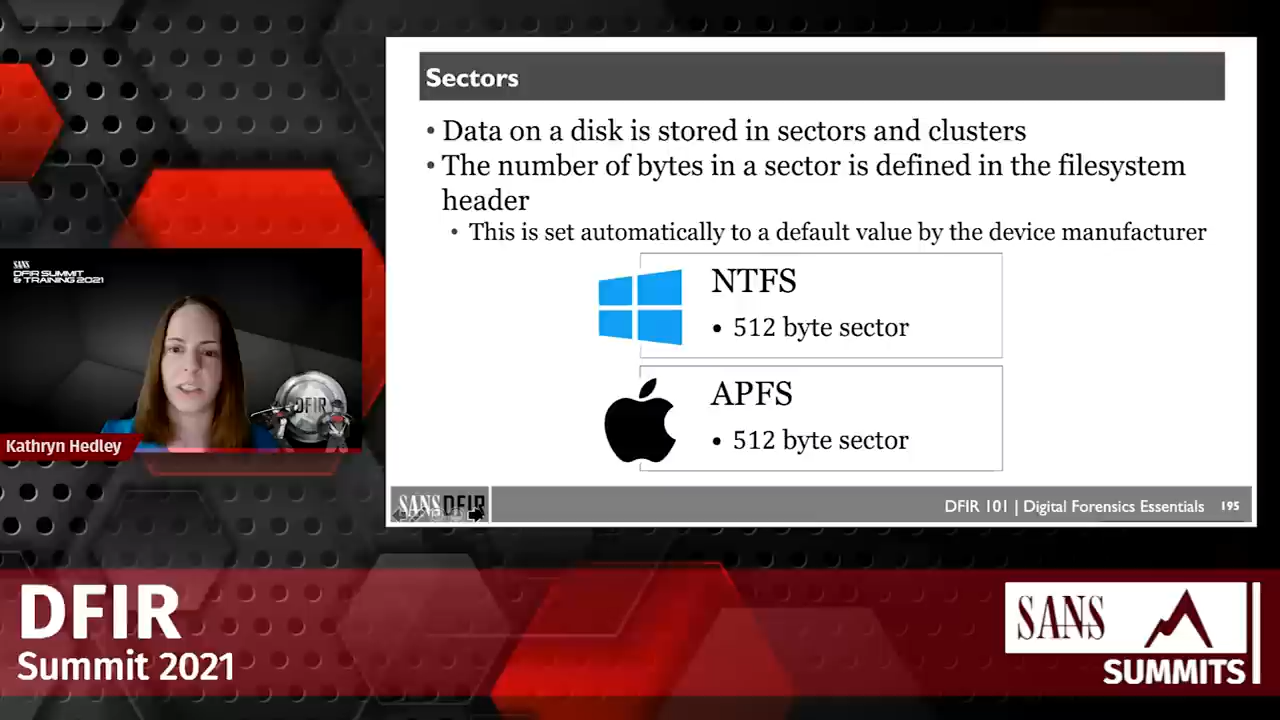 Sectors
• Data on a disk is stored in sectors and clusters
• The number of bytes in a sector is defined in the filesystem
header
• This is set automatically to a default value by the device manufacturer
NTFS
• 512 byte sector
APFS
• 512 byte sector
SANS DFIR
DFIR 101 | Digital Forensics Essentials 195
SANS
DFIR SUMMIT
& TRAINING 2021
DFIR
Kathryn Hedley
DFIR
Summit 2021
SANS
SUMMITS